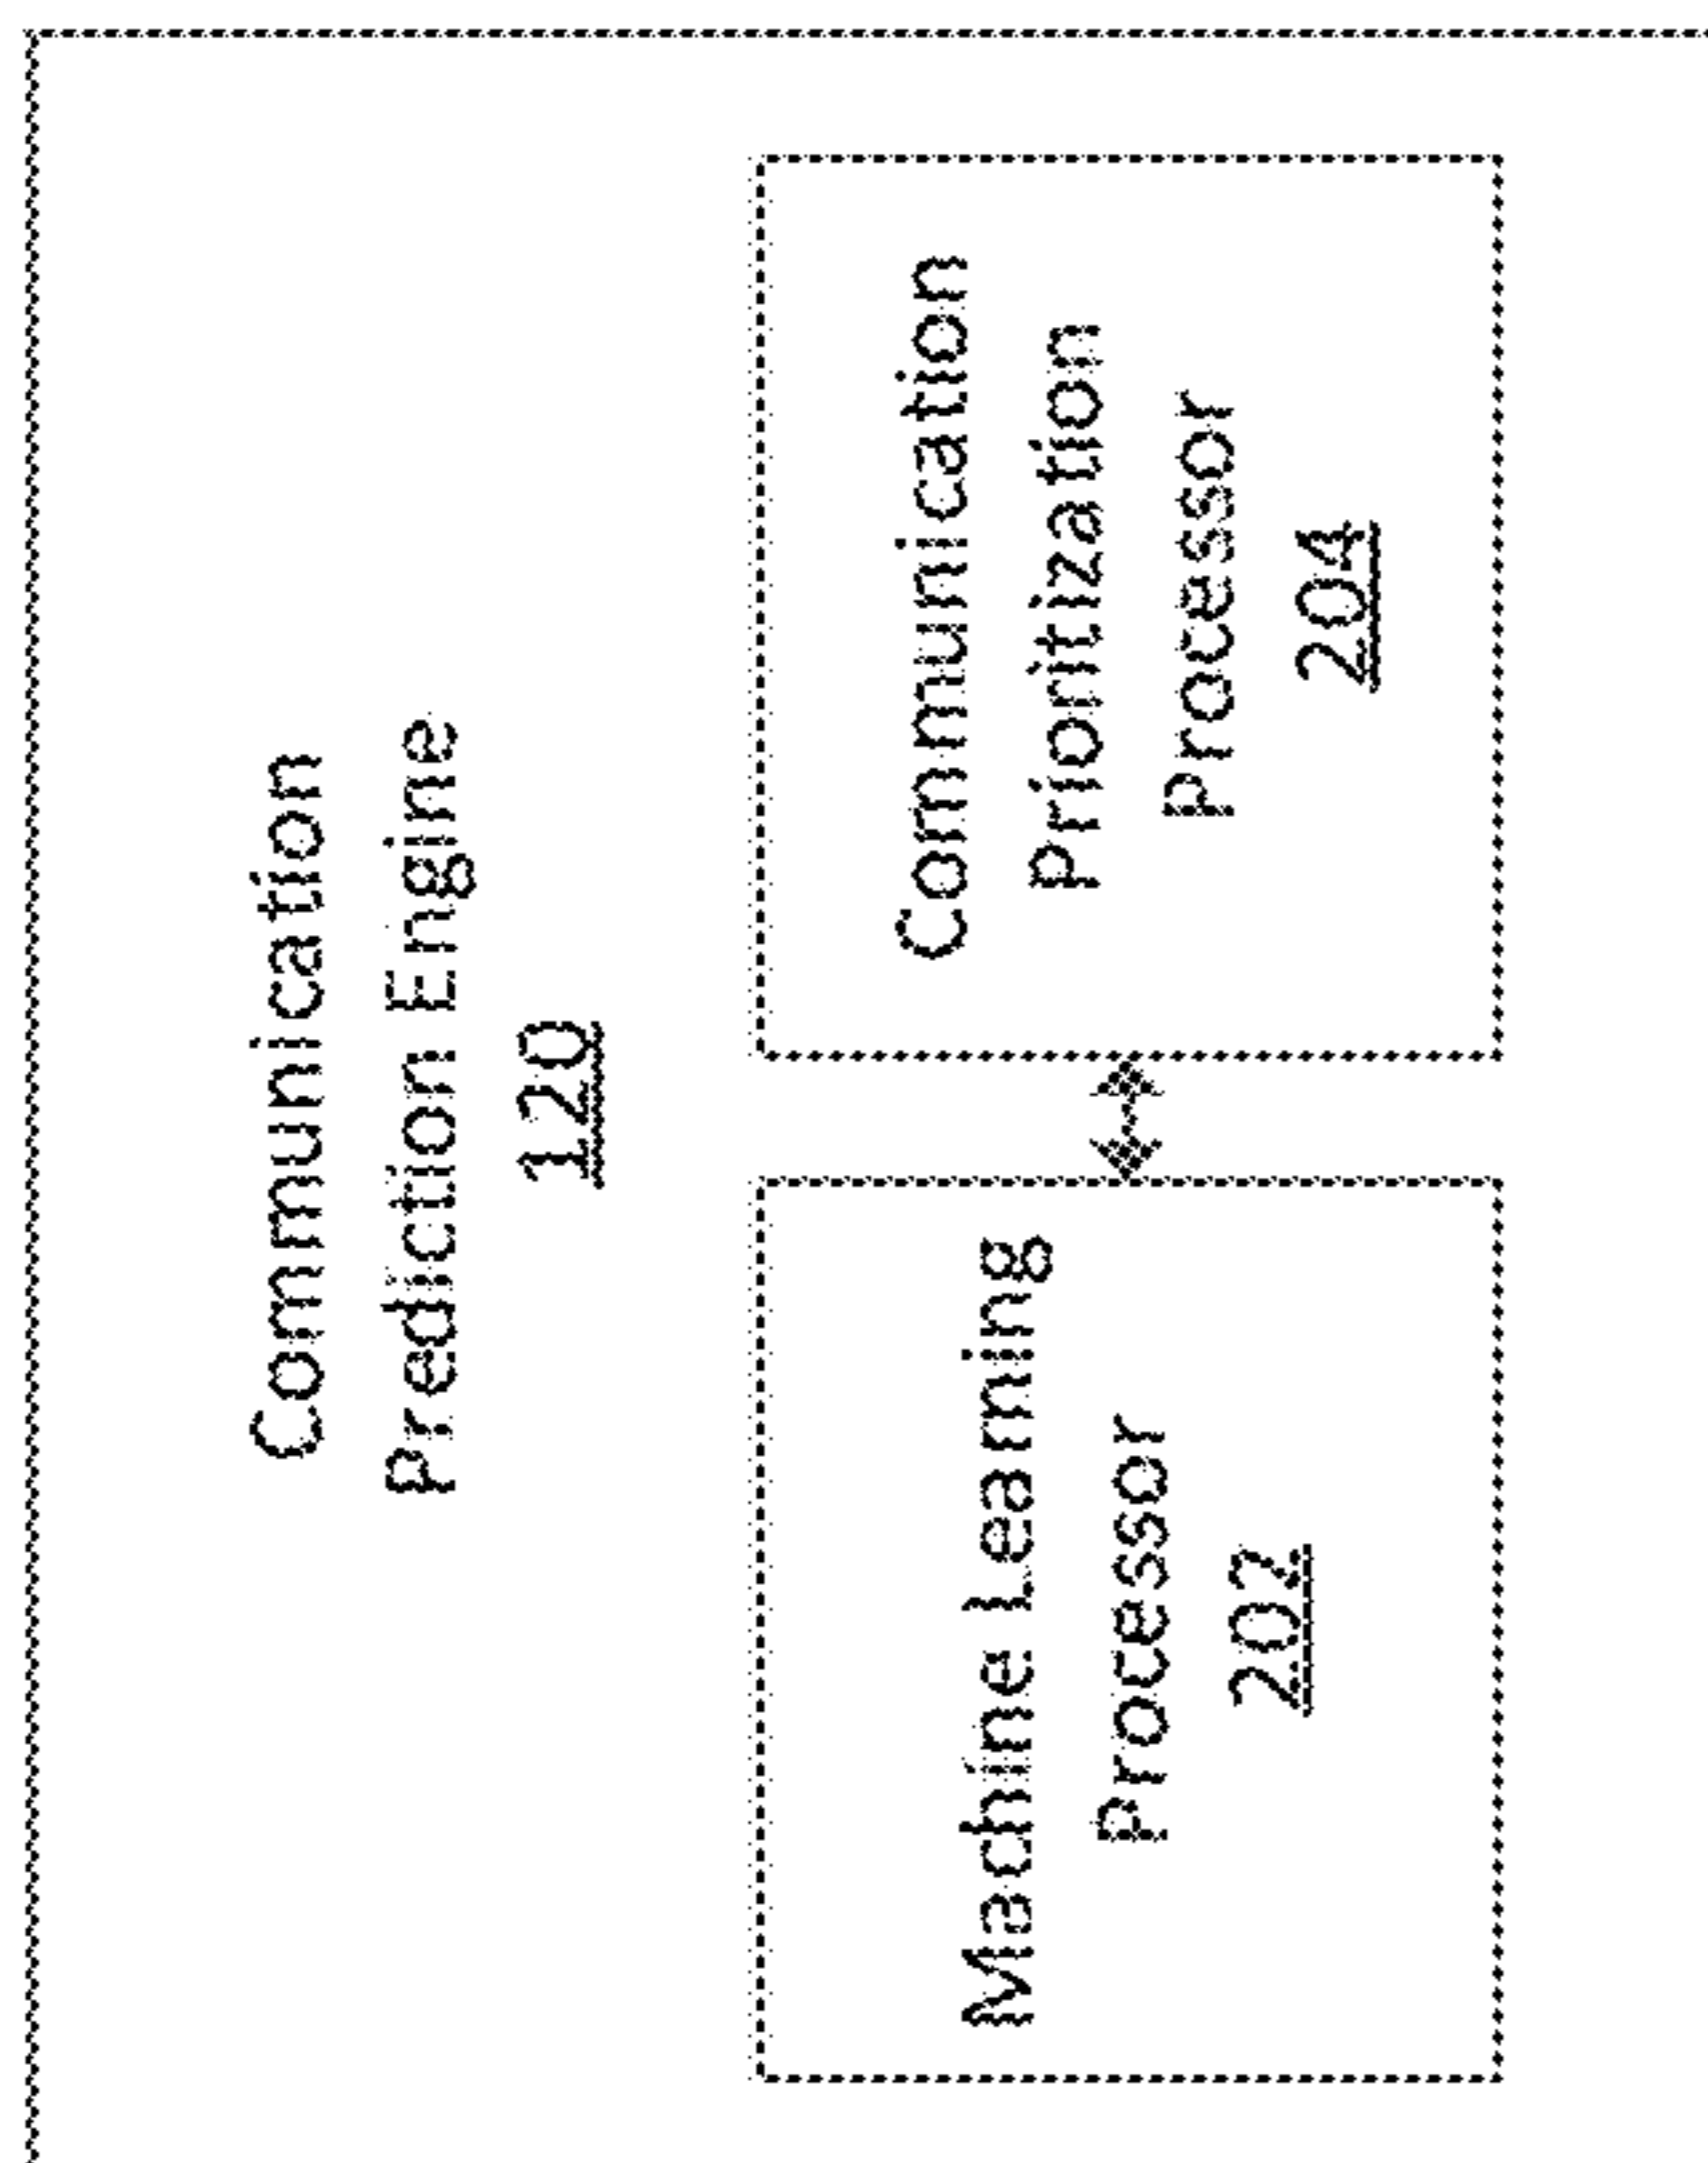 Communication
Prediction Engine
120
Machine Learning
Processor
202
Communication
Prioritization
Processor
204